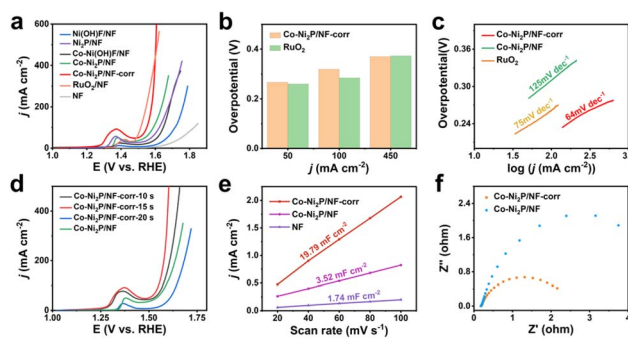 a
Ni(OH)F/NF
Ni₂P/NF
Co-Ni(OH)F/NF
Co-Ni₂P/NF
Co-Ni₂P/NF-corr
RuO₂/NF
NF
j (mA cm⁻²)
600
400
200
0
1.0 1.2 1.4 1.6 1.8
E (V vs. RHE)
b
Co-Ni₂P/NF-corr
RuO₂
Overpotential (V)
0.4
0.2
0.0
50 100 450
j (mA cm⁻²)
c
Co-Ni₂P/NF-corr
Co-Ni₂P/NF
RuO₂
Overpotential(V)
0.36
0.30
0.24
125mV dec⁻¹
75mV dec⁻¹
64mV dec⁻¹
1.5 2.0 2.5 3.0
log (j (mA cm⁻²))
d
Co-Ni₂P/NF-corr-10 s
Co-Ni₂P/NF-corr-15 s
Co-Ni₂P/NF-corr-20 s
Co-Ni₂P/NF
j (mA cm⁻²)
400
200
0
1.00 1.25 1.50 1.75
E (V vs. RHE)
e
Co-Ni₂P/NF-corr
Co-Ni₂P/NF
NF
j (mA cm⁻²)
2
1
0
19.79 mF cm⁻²
3.52 mF cm⁻²
1.74 mF cm⁻²
20 40 60 80 100
Scan rate (mV s⁻¹)
f
Co-Ni₂P/NF-corr
Co-Ni₂P/NF
Z'' (ohm)
2.4
1.8
1.2
0.6
0.0
0 1 2 3 4
Z' (ohm)